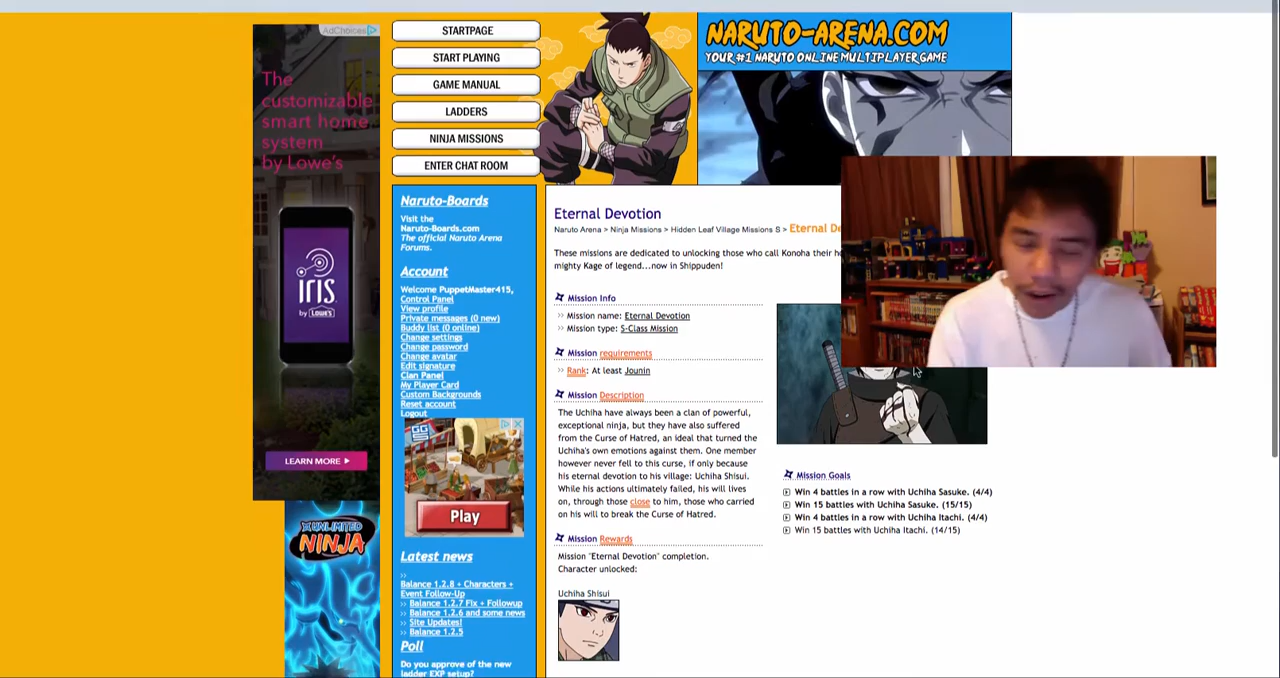 AdChoices
The
customizable
smart home
system
by Lowe's
iris
by LOWE'S
LEARN MORE
UNLIMITED
NINJA
STARTPAGE
START PLAYING
GAME MANUAL
LADDERS
NINJA MISSIONS
ENTER CHAT ROOM
NARUTO-ARENA.COM
YOUR #1 NARUTO ONLINE MULTIPLAYER GAME
Naruto-Boards
Visit the
Naruto-Boards.com
The official Naruto Arena
Forums.
Account
Welcome PuppetMaster415,
Control Panel
View profile
Private messages (0 new)
Buddy list (0 online)
Change settings
Change password
Change avatar
Edit signature
Clan Panel
My Player Card
Custom Backgrounds
Reset account
Logout
Play
Latest news
»
Balance 1.2.8 + Characters +
Event Follow-Up
» Balance 1.2.7 Fix + Followup
» Balance 1.2.6 and some news
» Site Updates!
» Balance 1.2.5
Poll
Do you approve of the new
ladder EXP setup?
Eternal Devotion
Naruto Arena > Ninja Missions > Hidden Leaf Village Missions S > Eternal De
These missions are dedicated to unlocking those who call Konoha their
mighty Kage of legend...now in Shippuden!
Mission Info
» Mission name: Eternal Devotion
» Mission type: S-Class Mission
Mission requirements
» Rank: At least Jounin
Mission Description
The Uchiha have always been a clan of powerful,
exceptional ninja, but they have also suffered
from the Curse of Hatred, an ideal that turned the
Uchiha's own emotions against them. One member
however never fell to this curse, if only because
his eternal devotion to his village: Uchiha Shisui.
While his actions ultimately failed, his will lives
on, through those close to him, those who carried
on his will to break the Curse of Hatred.
Mission Rewards
Mission "Eternal Devotion" completion.
Character unlocked:
Uchiha Shisui
Mission Goals
Win 4 battles in a row with Uchiha Sasuke. (4/4)
Win 15 battles with Uchiha Sasuke. (15/15)
Win 4 battles in a row with Uchiha Itachi. (4/4)
Win 15 battles with Uchiha Itachi. (14/15)